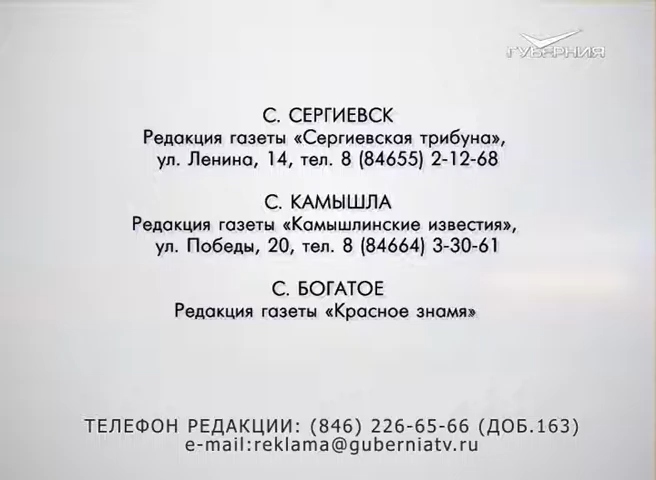 ГУБЕРНИЯ
С. СЕРГИЕВСК
Редакция газеты «Сергиевская трибуна»,
ул. Ленина, 14, тел. 8 (84655) 2-12-68
С. КАМЫШЛА
Редакция газеты «Камышлинские известия»,
ул. Победы, 20, тел. 8 (84664) 3-30-61
С. БОГАТОЕ
Редакция газеты «Красное знамя»
ТЕЛЕФОН РЕДАКЦИИ: (846) 226-65-66 (ДОБ.163)
e-mail:reklama@guberniatv.ru